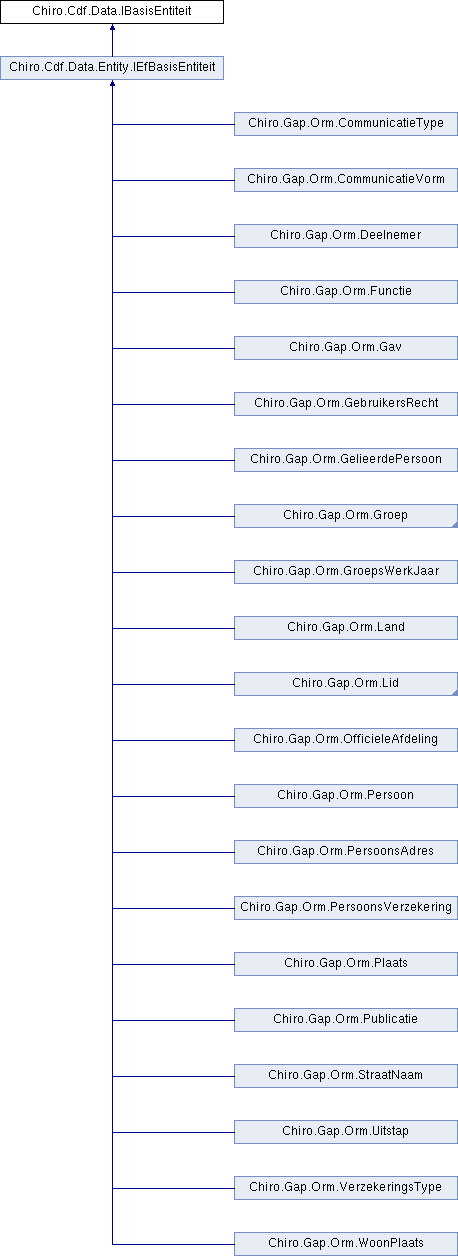 Chiro.Cdf.Data.IBasisEntiteit
Chiro.Cdf.Data.Entity.IEfBasisEntiteit
Chiro.Gap.Orm.CommunicatieType
Chiro.Gap.Orm.CommunicatieVorm
Chiro.Gap.Orm.Deelnemer
Chiro.Gap.Orm.Functie
Chiro.Gap.Orm.Gav
Chiro.Gap.Orm.GebruikersRecht
Chiro.Gap.Orm.GelieerdePersoon
Chiro.Gap.Orm.Groep
Chiro.Gap.Orm.GroepsWerkJaar
Chiro.Gap.Orm.Land
Chiro.Gap.Orm.Lid
Chiro.Gap.Orm.OfficieleAfdeling
Chiro.Gap.Orm.Persoon
Chiro.Gap.Orm.PersoonsAdres
Chiro.Gap.Orm.PersoonsVerzekering
Chiro.Gap.Orm.Plaats
Chiro.Gap.Orm.Publicatie
Chiro.Gap.Orm.StraatNaam
Chiro.Gap.Orm.Uitstap
Chiro.Gap.Orm.VerzekeringsType
Chiro.Gap.Orm.WoonPlaats